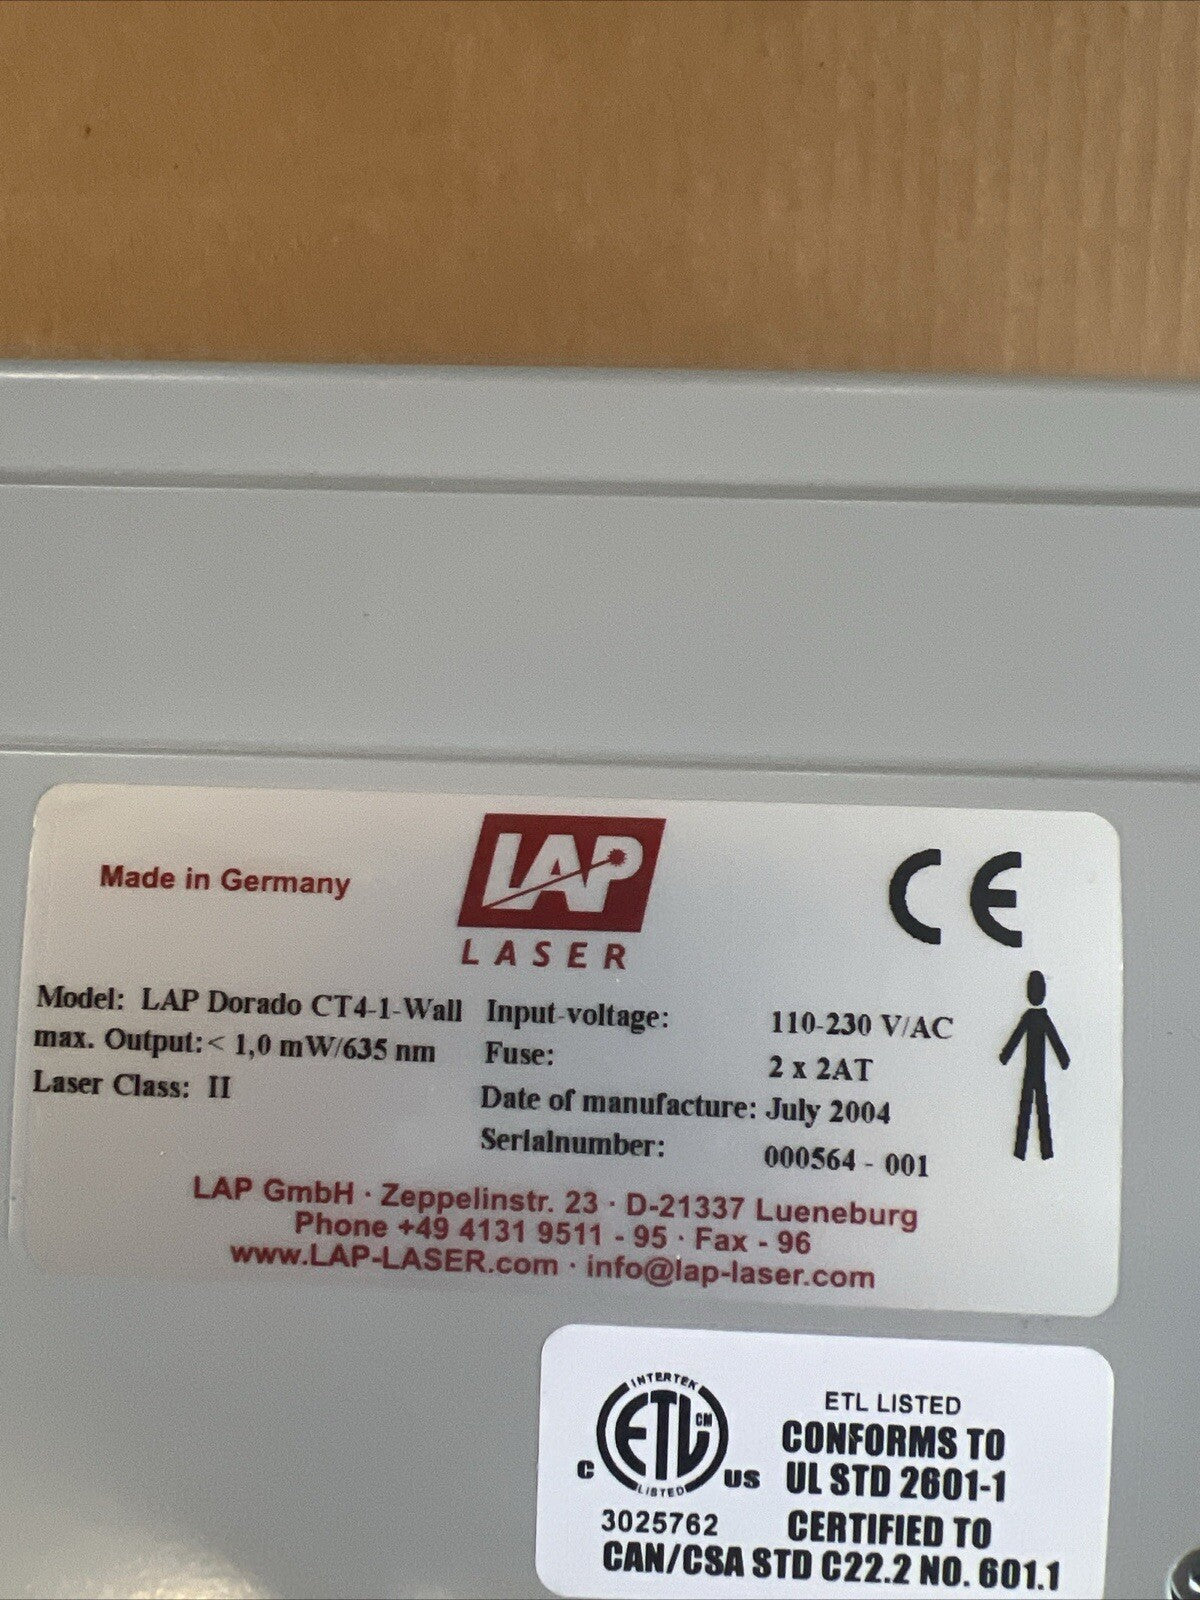 Made in Germany
LAP
LASER
CE
Model: LAP Dorado CT4-1-Wall
max. Output: < 1,0 mW/635 nm
Laser Class: II
Input-voltage: 110-230 V/AC
Fuse: 2 x 2AT
Date of manufacture: July 2004
Serialnumber: 000564 - 001
LAP GmbH · Zeppelinstr. 23 · D-21337 Lueneburg
Phone +49 4131 9511 - 95 · Fax - 96
www.LAP-LASER.com · info@lap-laser.com
INTERTEK
ETL CM
LISTED
C US
3025762
ETL LISTED
CONFORMS TO
UL STD 2601-1
CERTIFIED TO
CAN/CSA STD C22.2 NO. 601.1